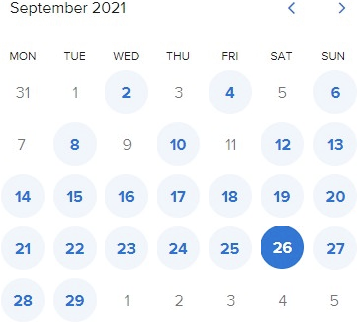 September 2021
MON TUE WED THU FRI SAT SUN
31 1 2 3 4 5 6
7 8 9 10 11 12 13
14 15 16 17 18 19 20
21 22 23 24 25 26 27
28 29 1 2 3 4 5